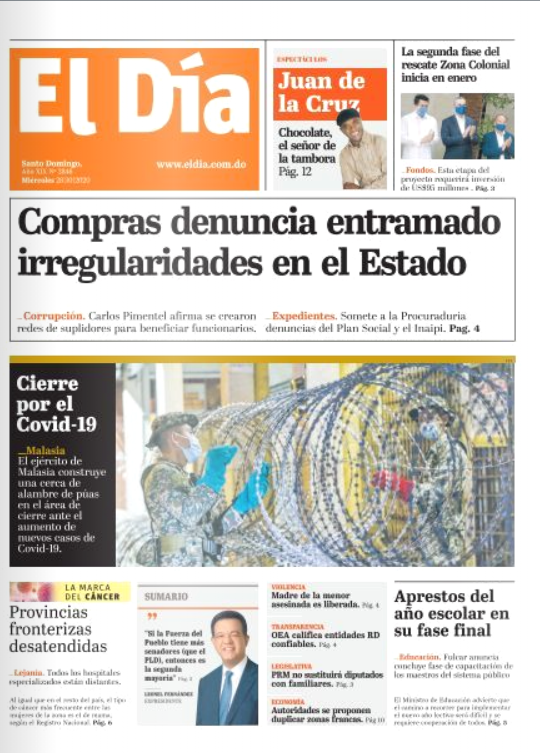 El Día
Santo Domingo.
www.eldia.com.do
ESPECTÁCULOS
Juan de
la Cruz
Chocolate,
el señor de
la tambora
Pág. 12
La segunda fase del
rescate Zona Colonial
inicia en enero
Fondos. Esta etapa del
proyecto requerirá inversión
de US$95 millones . Pág. 3
Compras denuncia entramado
irregularidades en el Estado
Corrupción. Carlos Pimentel afirma se crearon
redes de suplidores para beneficiar funcionarios.
Expedientes. Somete a la Procuraduria
denuncias del Plan Social y el Inaipi. Pag. 4
Cierre
por el
Covid-19
Malasia
El ejército de
Malasia construye
una cerca de
alambre de púas
en el área de
cierre ante el
aumento de
nuevos casos de
Covid-19.
LA MARCA
DEL CÁNCER
Provincias
fronterizas
desatendidas
Lejanía. Todos los hospitales
especializados están distantes.
Al igual que en el resto del país, el tipo
de cáncer más frecuente entre las
mujeres de la zona es el de mama,
según el Registro Nacional. Pág. 6
SUMARIO
"Si la Fuerza del
Pueblo tiene más
senadores (que el
PLD), entonces es
la segunda
mayoría" Pág.
LEONEL FERNÁNDEZ
EXPRESIDENTE
VIOLENCIA
Madre de la menor
asesinada es liberada. Pág. 4
TRANSPARENCIA
OEA califica entidades RD
confiables. Pág. 4
LEGISLATIVA
PRM no sustituirá diputados
con familiares. Pág. 3
ECONOMÍA
Autoridades se proponen
duplicar zonas francas. Pág 10
Aprestos del
año escolar en
su fase final
Educación. Fulcar anuncia
concluye fase de capacitación de
los maestros del sistema público
El Ministro de Educación advierte que
el camino a recorrer para implementar
el nuevo año lectivo será difícil y se
requiere cooperación de todos. Pág. 5